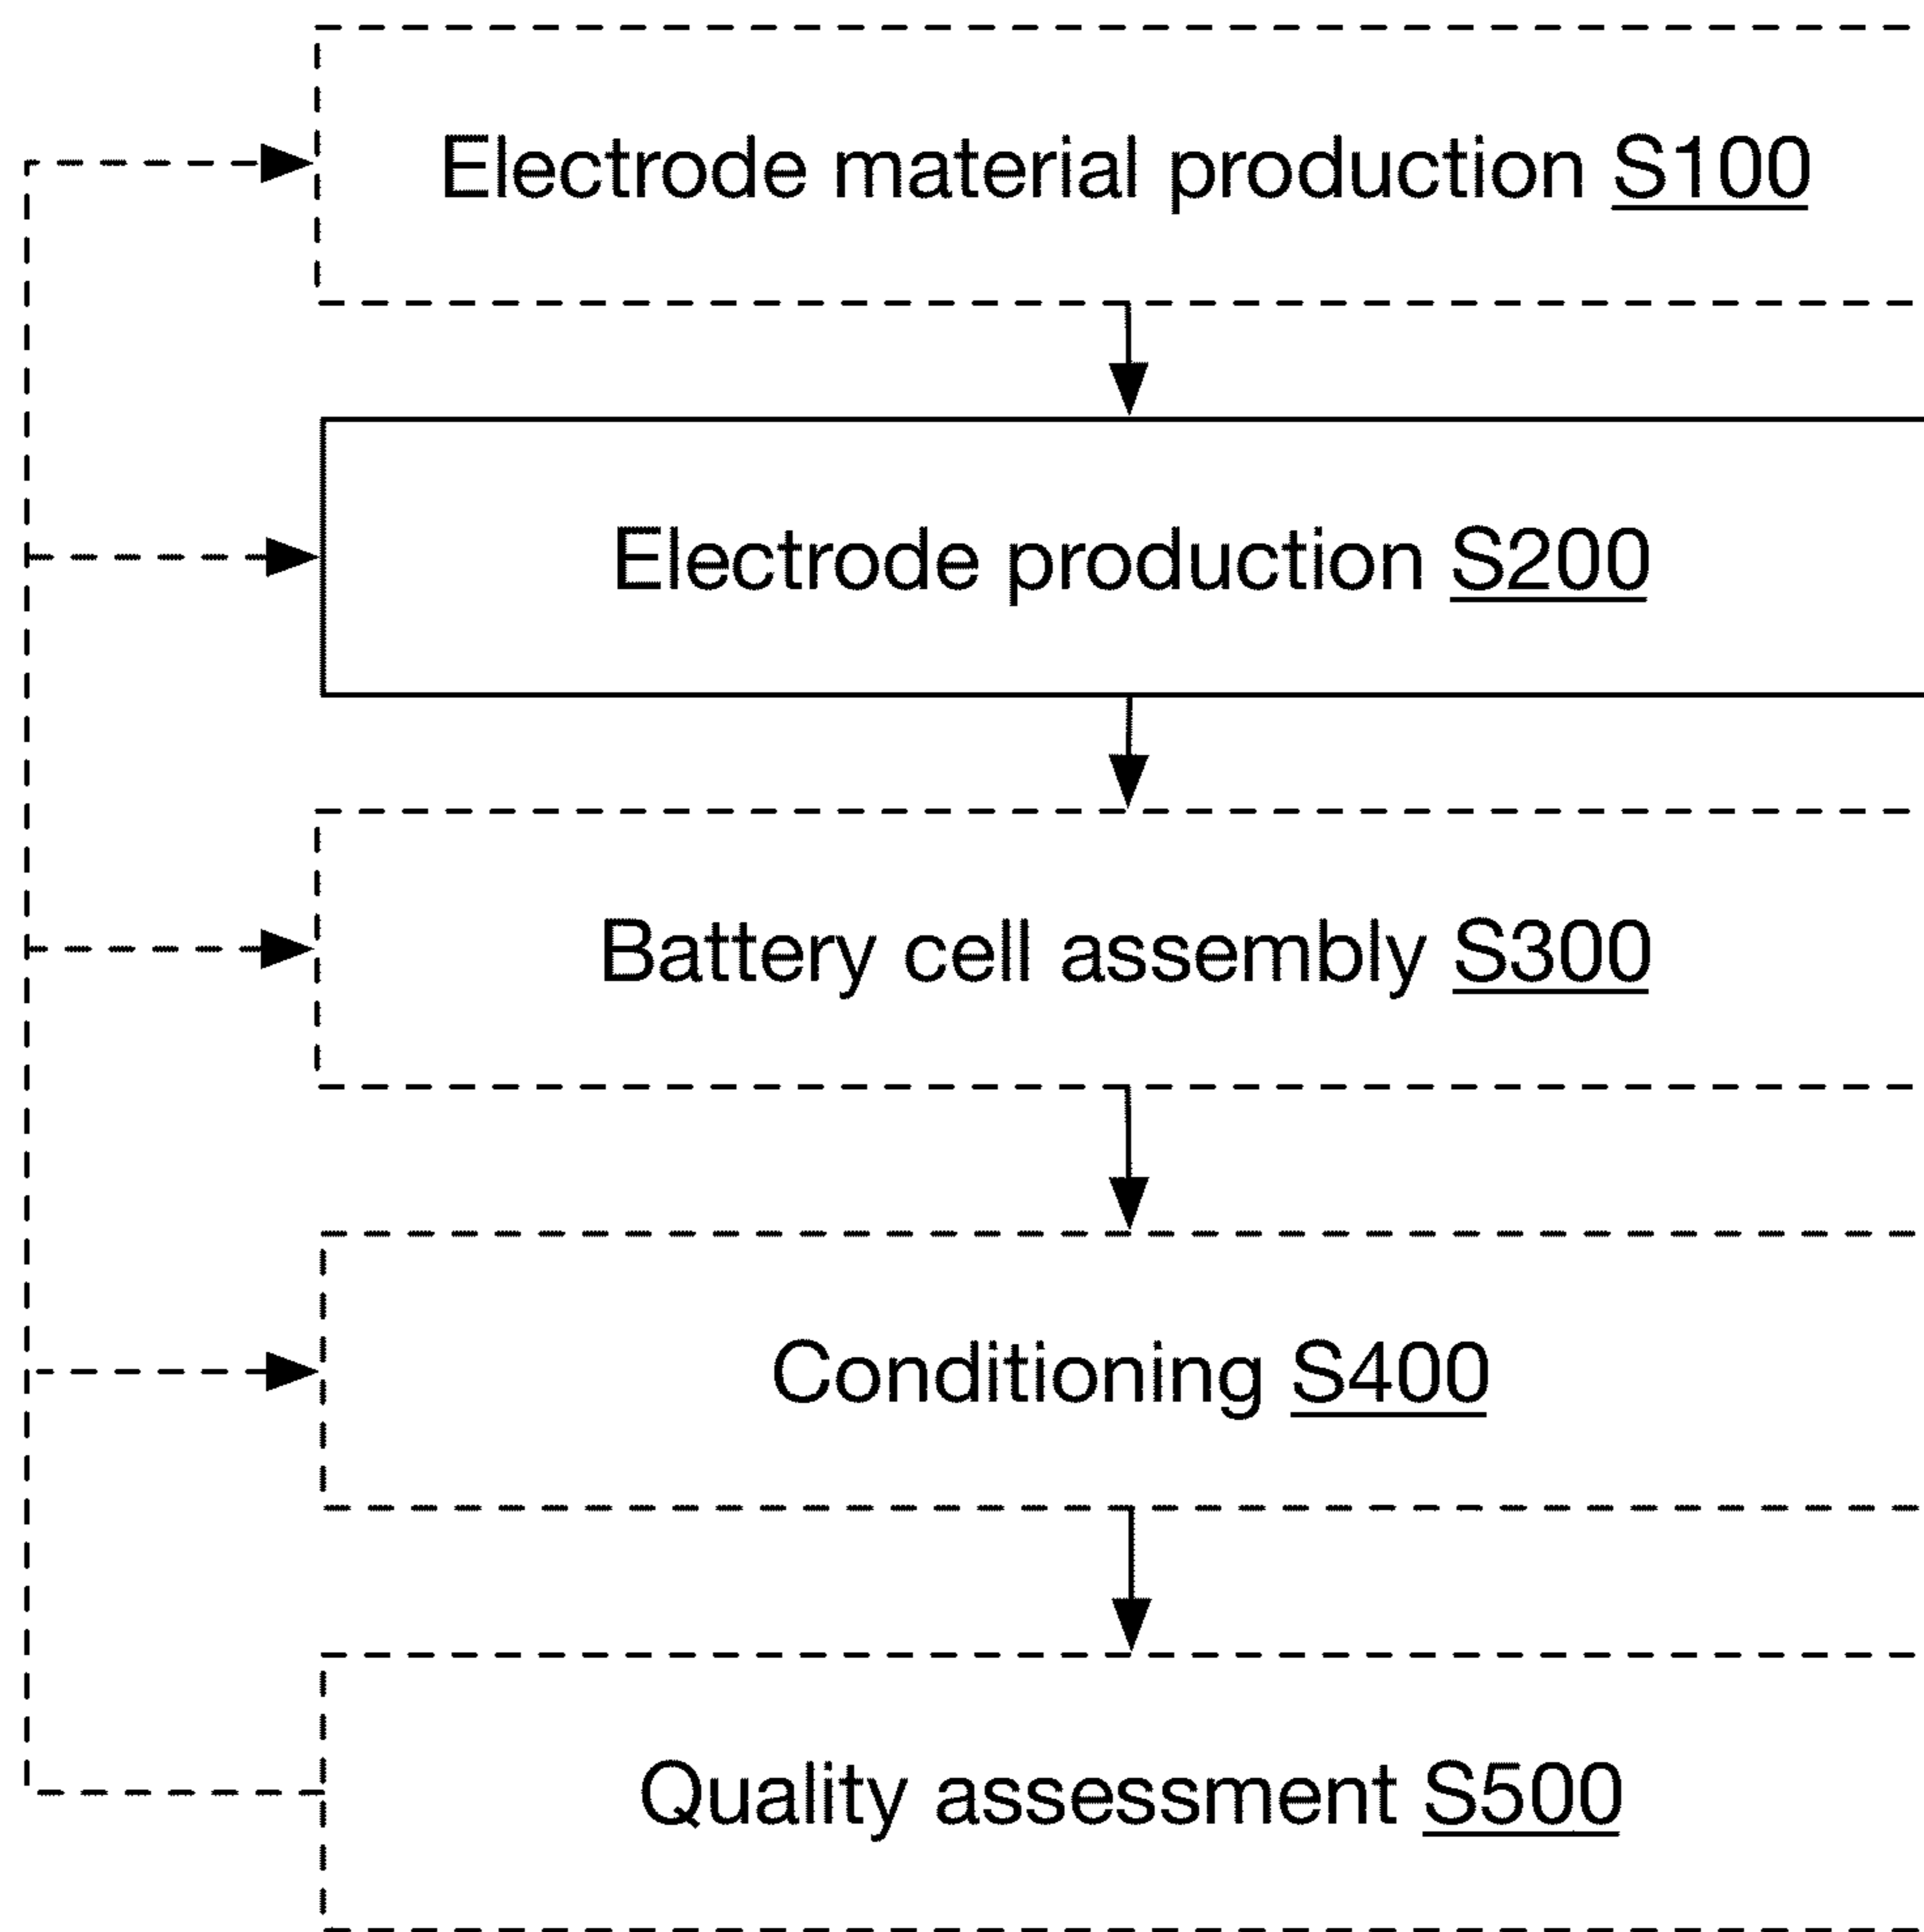 Electrode material production S100
Electrode production S200
Battery cell assembly S300
Conditioning S400
Quality assessment S500